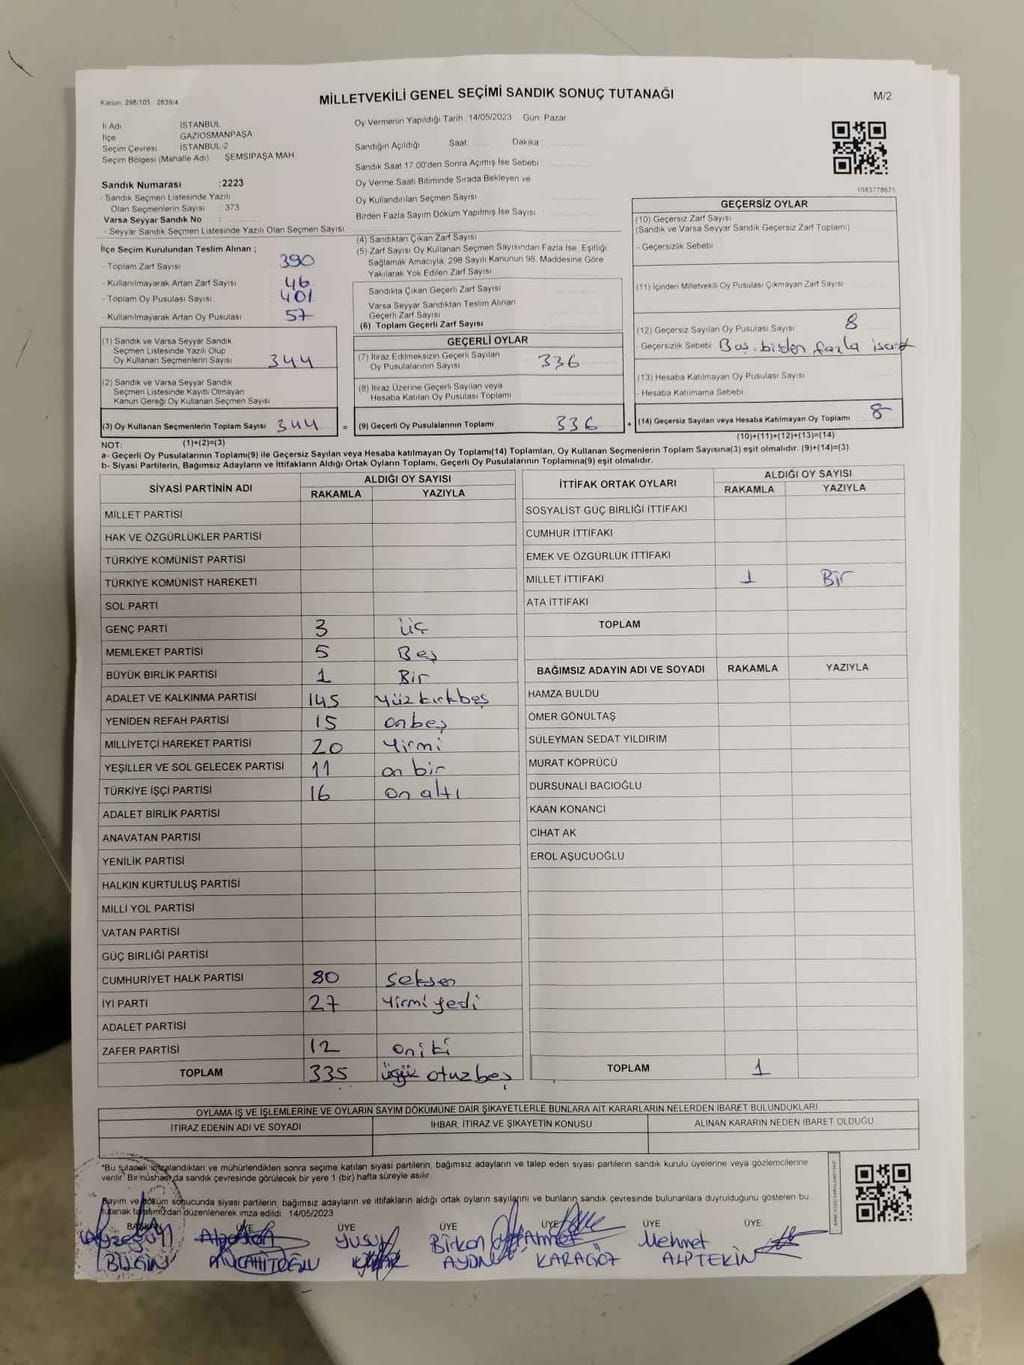 Kanun: 298/105 : 2839/4
MİLLETVEKİLİ GENEL SEÇİMİ SANDIK SONUÇ TUTANAĞI
M/2
İl Adı : İSTANBUL
İlçe : GAZİOSMANPAŞA
Seçim Çevresi : İSTANBUL-2
Seçim Bölgesi (Mahalle Adı) : ŞEMSİPAŞA MAH
Sandık Numarası :2223
- Sandık Seçmen Listesinde Yazılı
Olan Seçmenlerin Sayısı : 373
Varsa Seyyar Sandık No :
- Seyyar Sandık Seçmen Listesinde Yazılı Olan Seçmen Sayısı:
Oy Vermenin Yapıldığı Tarih :14/05/2023 Gün: Pazar
Sandığın Açıldığı Saat: Dakika:
Sandık Saat 17:00'den Sonra Açılmış İse Sebebi :
Oy Verme Saati Bitiminde Sırada Bekleyen ve
Oy Kullandırılan Seçmen Sayısı :
Birden Fazla Sayım Döküm Yapılmış İse Sayısı :
1083778675
İlçe Seçim Kurulundan Teslim Alınan ;
- Toplam Zarf Sayısı : 390
- Kullanılmayarak Artan Zarf Sayısı : 46
- Toplam Oy Pusulası Sayısı : 401
- Kullanılmayarak Artan Oy Pusulası : 57
(1) Sandık ve Varsa Seyyar Sandık
Seçmen Listesinde Yazılı Olup
Oy Kullanan Seçmenlerin Sayısı : 344
(2) Sandık ve Varsa Seyyar Sandık
Seçmen Listesinde Kayıtlı Olmayan
Kanun Gereği Oy Kullanan Seçmen Sayısı :
(3) Oy Kullanan Seçmenlerin Toplam Sayısı : 344
(4) Sandıktan Çıkan Zarf Sayısı :
(5) Zarf Sayısı Oy Kullanan Seçmen Sayısından Fazla İse, Eşitliği
Sağlamak Amacıyla; 298 Sayılı Kanunun 98. Maddesine Göre
Yakılarak Yok Edilen Zarf Sayısı :
Sandıkta Çıkan Geçerli Zarf Sayısı :
Varsa Seyyar Sandıktan Teslim Alınan
Geçerli Zarf Sayısı :
(6) Toplam Geçerli Zarf Sayısı :
GEÇERLİ OYLAR
(7) İtiraz Edilmeksizin Geçerli Sayılan
Oy Pusulalarının Sayısı : 336
(8) İtiraz Üzerine Geçerli Sayılan veya
Hesaba Katılan Oy Pusulası Toplamı :
= (9) Geçerli Oy Pusulalarının Toplamı : 336
GEÇERSİZ OYLAR
(10) Geçersiz Zarf Sayısı
(Sandık ve Varsa Seyyar Sandık Geçersiz Zarf Toplamı) :
- Geçersizlik Sebebi :
(11) İçinden Milletvekili Oy Pusulası Çıkmayan Zarf Sayısı :
(12) Geçersiz Sayılan Oy Pusulası Sayısı : 8
- Geçersizlik Sebebi : birden fazla
(13) Hesaba Katılmayan Oy Pusulası Sayısı :
- Hesaba Katılmama Sebebi :
+ (14) Geçersiz Sayılan veya Hesaba Katılmayan Oy Toplamı : 8
NOT: (1)+(2)=(3)
(10)+(11)+(12)+(13)=(14)
a- Geçerli Oy Pusulalarının Toplamı(9) ile Geçersiz Sayılan veya Hesaba katılmayan Oy Toplamı(14) Toplamları, Oy Kullanan Seçmenlerin Toplam Sayısına(3) eşit olmalıdır. (9)+(14)=(3)
b- Siyasi Partilerin, Bağımsız Adayların ve İttifakların Aldığı Ortak Oyların Toplamı, Geçerli Oy Pusulalarının Toplamına(9) eşit olmalıdır.
SİYASİ PARTİNİN ADI
ALDIĞI OY SAYISI
RAKAMLA YAZIYLA
MİLLET PARTİSİ
HAK VE ÖZGÜRLÜKLER PARTİSİ
TÜRKİYE KOMÜNİST PARTİSİ
TÜRKİYE KOMÜNİST HAREKETİ
SOL PARTİ
GENÇ PARTİ 3 üç
MEMLEKET PARTİSİ 5 Beş
BÜYÜK BİRLİK PARTİSİ 1 Bir
ADALET VE KALKINMA PARTİSİ 145 Yüzkırkbeş
YENİDEN REFAH PARTİSİ 15 onbeş
MİLLİYETÇİ HAREKET PARTİSİ 20 Yirmi
YEŞİLLER VE SOL GELECEK PARTİSİ 11 on bir
TÜRKİYE İŞÇİ PARTİSİ 16 on altı
ADALET BİRLİK PARTİSİ
ANAVATAN PARTİSİ
YENİLİK PARTİSİ
HALKIN KURTULUŞ PARTİSİ
MİLLİ YOL PARTİSİ
VATAN PARTİSİ
GÜÇ BİRLİĞİ PARTİSİ
CUMHURİYET HALK PARTİSİ 80 seksen
İYİ PARTİ 27 Yirmiyedi
ADALET PARTİSİ
ZAFER PARTİSİ 12 oniki
TOPLAM 335 otuzbeş
İTTİFAK ORTAK OYLARI
ALDIĞI OY SAYISI
RAKAMLA YAZIYLA
SOSYALİST GÜÇ BİRLİĞİ İTTİFAKI
CUMHUR İTTİFAKI
EMEK VE ÖZGÜRLÜK İTTİFAKI
MİLLET İTTİFAKI 1 Bir
ATA İTTİFAKI
TOPLAM
BAĞIMSIZ ADAYIN ADI VE SOYADI RAKAMLA YAZIYLA
HAMZA BULDU
ÖMER GÖNÜLTAŞ
SÜLEYMAN SEDAT YILDIRIM
MURAT KÖPRÜCÜ
DURSUNALİ BACIOĞLU
KAAN KONANCİ
CİHAT AK
EROL AŞUCUOĞLU
TOPLAM 1
OYLAMA İŞ VE İŞLEMLERİNE VE OYLARIN SAYIM DÖKÜMÜNE DAİR ŞİKAYETLERLE BUNLARA AİT KARARLARIN NELERDEN İBARET BULUNDUKLARI
İTİRAZ EDENİN ADI VE SOYADI
İHBAR, İTİRAZ VE ŞİKAYETİN KONUSU
ALINAN KARARIN NEDEN İBARET OLDUĞU
"Bu tutanak imzalandıktan ve mühürlendikten sonra seçime katılan siyasi partilerin, bağımsız adayların ve talep eden siyasi partilerin sandık kurulu üyelerine veya gözlemcilerine
verilir. Bir nüshası da sandık çevresinde görülecek bir yere 1 (bir) hafta süreyle asılır.
Sayım ve döküm sonucunda siyasi partilerin, bağımsız adayların ve ittifakların aldığı ortak oyların sayılarını ve bunların sandık çevresinde bulunanlara duyrulduğunu gösteren bu
tutanak tarafımızdan düzenlenerek imza edildi. 14/05/2023
BAŞKAN ÜYE ÜYE ÜYE ÜYE ÜYE ÜYE
BİLGİN
YUSUF
Birkan AYDIN
Ahmet KARAGÖZ
Mehmet ALPTEKİN